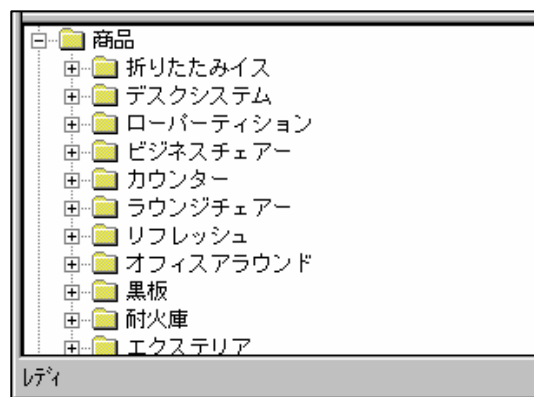 商品
折りたたみイス
デスクシステム
ローパーティション
ビジネスチェアー
カウンター
ラウンジチェアー
リフレッシュ
オフィスアラウンド
黒板
耐火庫
エクステリア
ﾚﾃﾞｨ